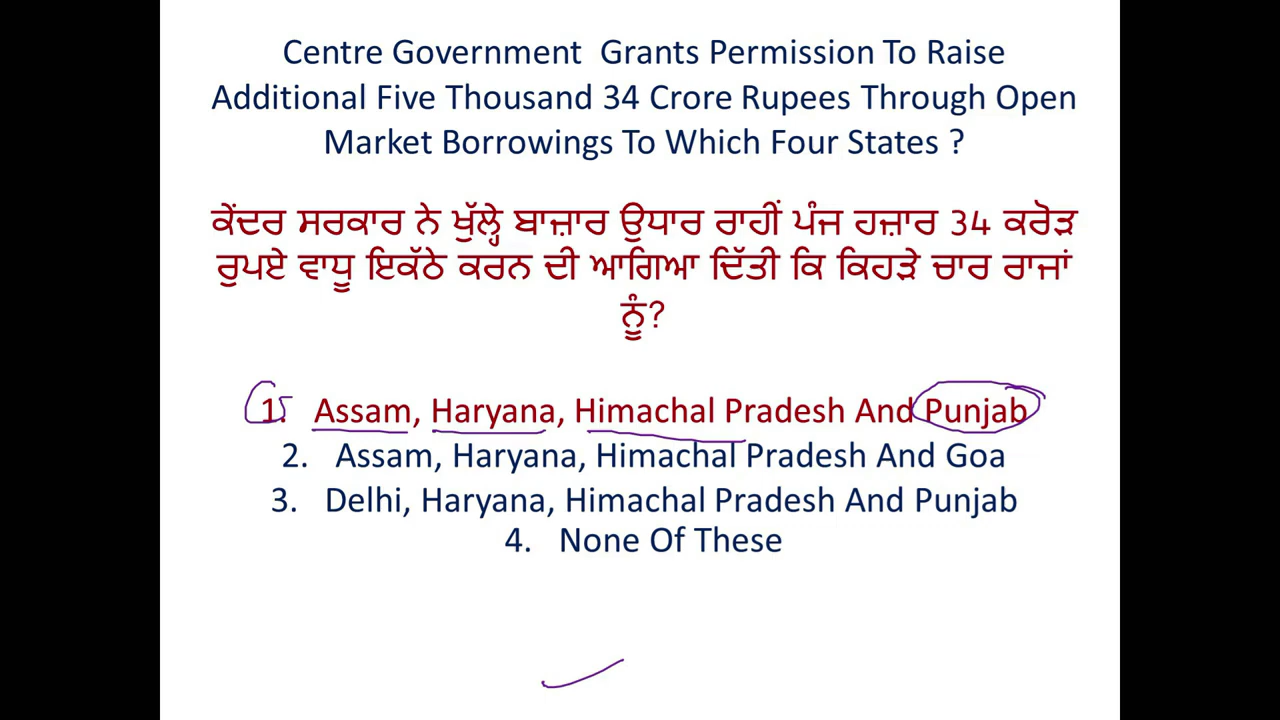 Centre Government Grants Permission To Raise
Additional Five Thousand 34 Crore Rupees Through Open
Market Borrowings To Which Four States ?
ਕੇਂਦਰ ਸਰਕਾਰ ਨੇ ਖੁੱਲ੍ਹੇ ਬਾਜ਼ਾਰ ਉਧਾਰ ਰਾਹੀਂ ਪੰਜ ਹਜ਼ਾਰ 34 ਕਰੋੜ
ਰੁਪਏ ਵਾਧੂ ਇਕੱਠੇ ਕਰਨ ਦੀ ਆਗਿਆ ਦਿੱਤੀ ਕਿ ਕਿਹੜੇ ਚਾਰ ਰਾਜਾਂ
ਨੂੰ?
1. Assam, Haryana, Himachal Pradesh And Punjab
2. Assam, Haryana, Himachal Pradesh And Goa
3. Delhi, Haryana, Himachal Pradesh And Punjab
4. None Of These